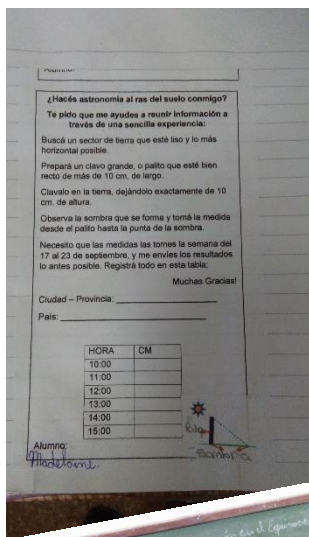 ¿Hacés astronomía al ras del suelo conmigo?
Te pido que me ayudes a reunir información a
través de una sencilla experiencia:
Buscá un sector de tierra que esté liso y lo más
horizontal posible.
Prepará un clavo grande, o palito que esté bien
recto de más de 10 cm. de largo.
Clavalo en la tierra, dejándolo exactamente de 10
cm. de altura.
Observa la sombra que se forma y tomá la medida
desde el palito hasta la punta de la sombra.
Necesito que las medidas las tomes la semana del
17 al 23 de septiembre, y me envíes los resultados
lo antes posible. Registrá todo en esta tabla:
Muchas Gracias!
Ciudad – Provincia:
País:
HORA CM
10:00
11:00
12:00
13:00
14:00
15:00
Palo
Sombra
Alumno:
en el Equinocc